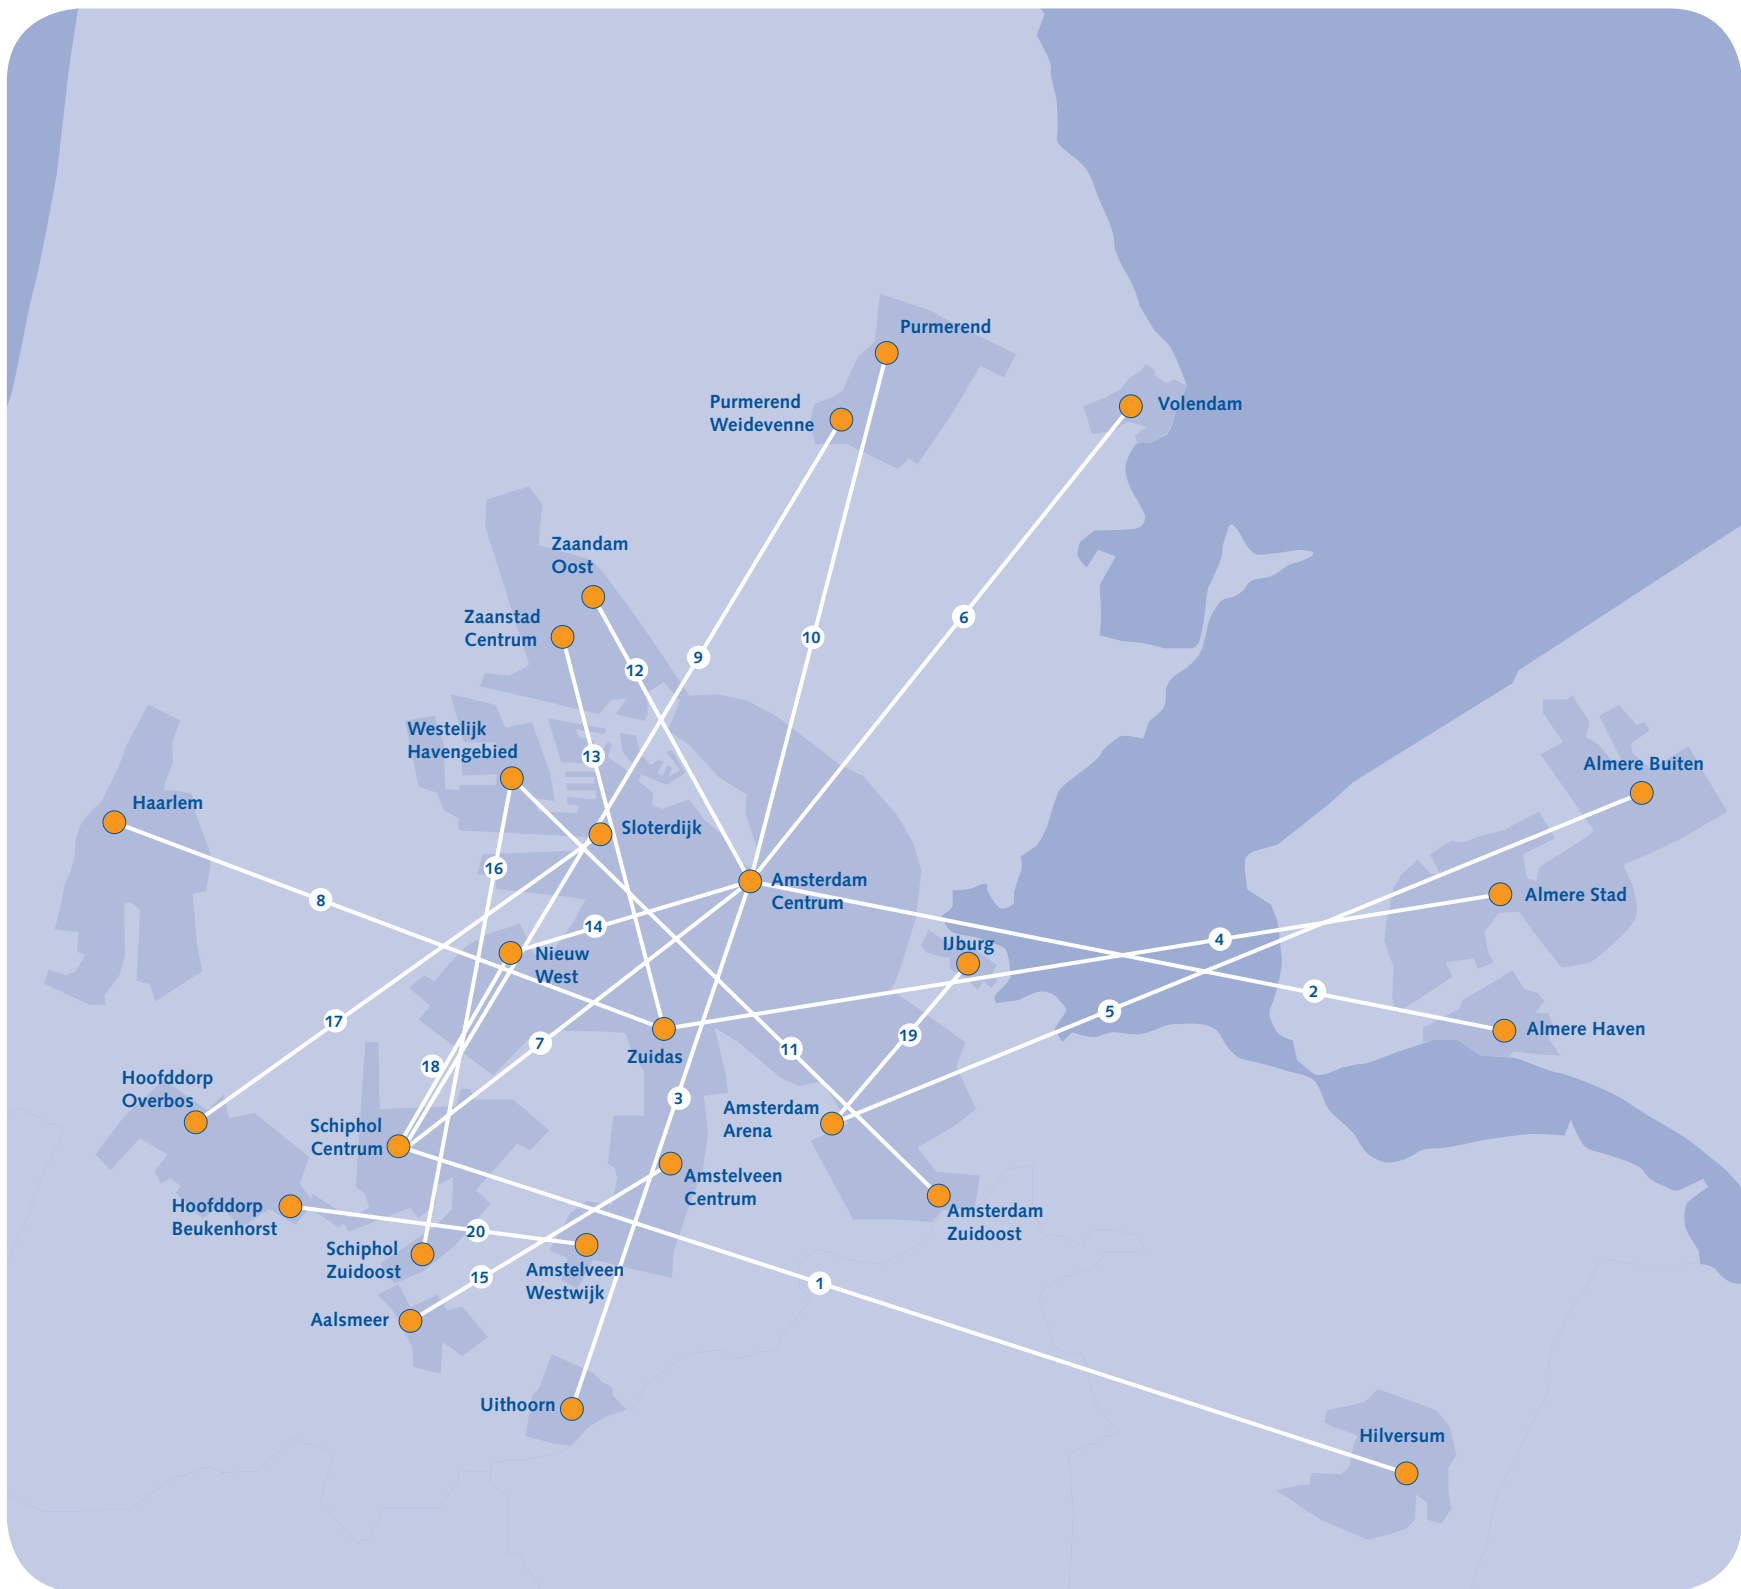 Purmerend
Purmerend
Weidevenne
Volendam
Zaandam
Oost
Zaanstad
Centrum
6
10
9
12
Westelijk
Havengebied
13
Almere Buiten
Haarlem
Sloterdijk
16
Amsterdam
Centrum
Almere Stad
8
14
4
IJburg
Nieuw
West
2
5
17
Almere Haven
19
7
11
Zuidas
18
Hoofddorp
Overbos
3
Amsterdam
Arena
Schiphol
Centrum
Amstelveen
Centrum
Hoofddorp
Beukenhorst
Amsterdam
Zuidoost
20
Schiphol
Zuidoost
15
Amstelveen
Westwijk
1
Aalsmeer
Uithoorn
Hilversum